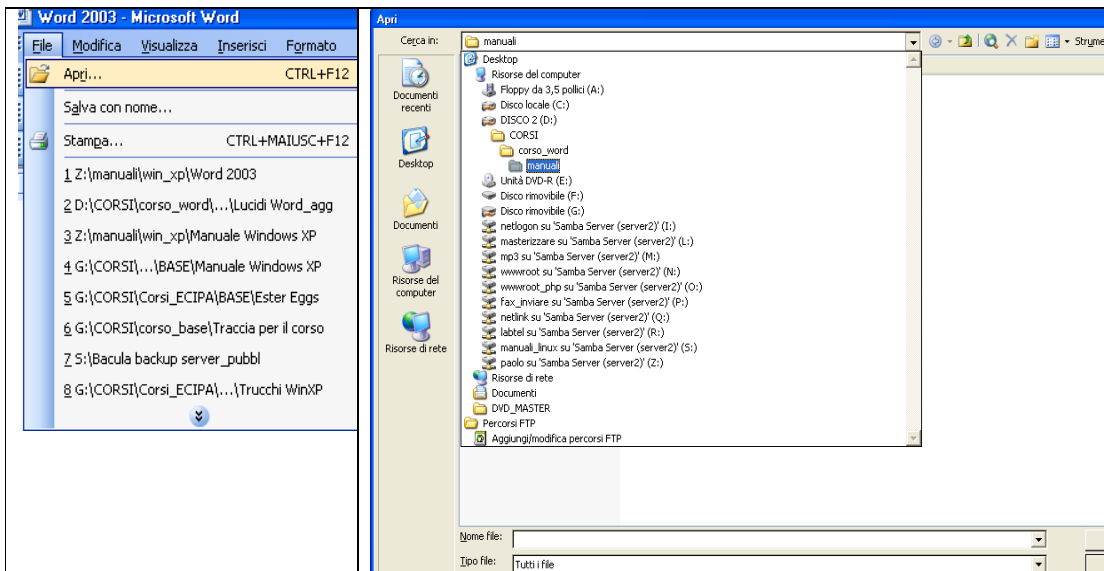 Word 2003 - Microsoft Word
File Modifica Visualizza Inserisci Formato
Apri... CTRL+F12
Salva con nome...
Stampa... CTRL+MAIUSC+F12
1 Z:\manuali\win_xp\Word 2003
2 D:\CORSI\corso_word\...\Lucidi Word_agg
3 Z:\manuali\win_xp\Manuale Windows XP
4 G:\CORSI\...\BASE\Manuale Windows XP
5 G:\CORSI\Corsi_ECIPA\BASE\Ester Eggs
6 G:\CORSI\corso_base\Traccia per il corso
7 S:\Bacula backup server_pubbl
8 G:\CORSI\Corsi_ECIPA\...\Trucchi WinXP
Apri
Cerca in: manuali
Strume
Documenti
recenti
Desktop
Documenti
Risorse del
computer
Risorse di rete
Desktop
Risorse del computer
Floppy da 3,5 pollici (A:)
Disco locale (C:)
DISCO 2 (D:)
CORSI
corso_word
manuali
Unità DVD-R (E:)
Disco rimovibile (F:)
Disco rimovibile (G:)
netlogon su 'Samba Server (server2)' (I:)
masterizzare su 'Samba Server (server2)' (L:)
mp3 su 'Samba Server (server2)' (M:)
wwwroot su 'Samba Server (server2)' (N:)
wwwroot_php su 'Samba Server (server2)' (O:)
fax_inviare su 'Samba Server (server2)' (P:)
netlink su 'Samba Server (server2)' (Q:)
labtel su 'Samba Server (server2)' (R:)
manuali_linux su 'Samba Server (server2)' (S:)
paolo su 'Samba Server (server2)' (Z:)
Risorse di rete
Documenti
DVD_MASTER
Percorsi FTP
Aggiungi/modifica percorsi FTP
Nome file:
Tipo file: Tutti i file